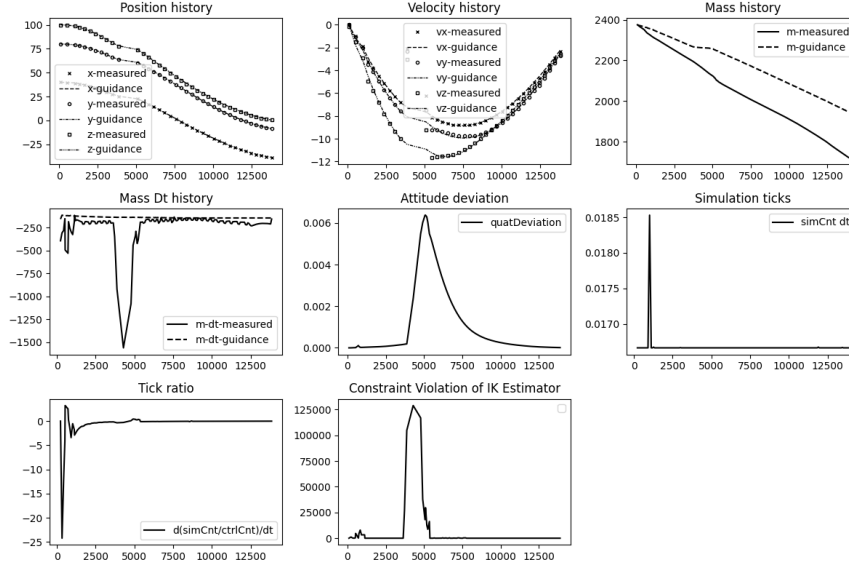 Position history
Velocity history
Mass history
100
75
50
25
0
−25
x-measured
x-guidance
y-measured
y-guidance
z-measured
z-guidance
0 2500 5000 7500 10000 12500
0
−2
−4
−6
−8
−10
−12
vx-measured
vx-guidance
vy-measured
vy-guidance
vz-measured
vz-guidance
0 2500 5000 7500 10000 12500
2400
2200
2000
1800
m-measured
m-guidance
0 2500 5000 7500 10000 12500
Mass Dt history
Attitude deviation
Simulation ticks
−250
−500
−750
−1000
−1250
−1500
m-dt-measured
m-dt-guidance
0 2500 5000 7500 10000 12500
0.006
0.004
0.002
0.000
quatDeviation
0 2500 5000 7500 10000 12500
0.0185
0.0180
0.0175
0.0170
simCnt dt
0 2500 5000 7500 10000 12500
Tick ratio
Constraint Violation of IK Estimator
0
−5
−10
−15
−20
−25
d(simCnt/ctrlCnt)/dt
0 2500 5000 7500 10000 12500
125000
100000
75000
50000
25000
0
0 2500 5000 7500 10000 12500